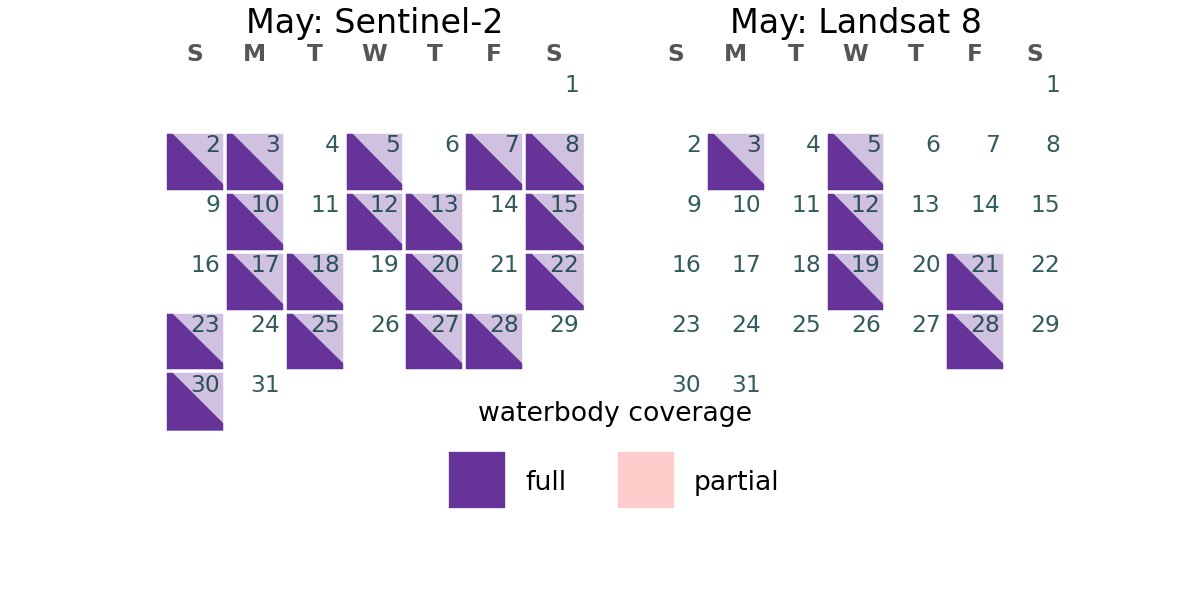 May: Sentinel-2
S M T W T F S
1
2 3 4 5 6 7 8
9 10 11 12 13 14 15
16 17 18 19 20 21 22
23 24 25 26 27 28 29
30 31
May: Landsat 8
S M T W T F S
1
2 3 4 5 6 7 8
9 10 11 12 13 14 15
16 17 18 19 20 21 22
23 24 25 26 27 28 29
30 31
waterbody coverage
full partial